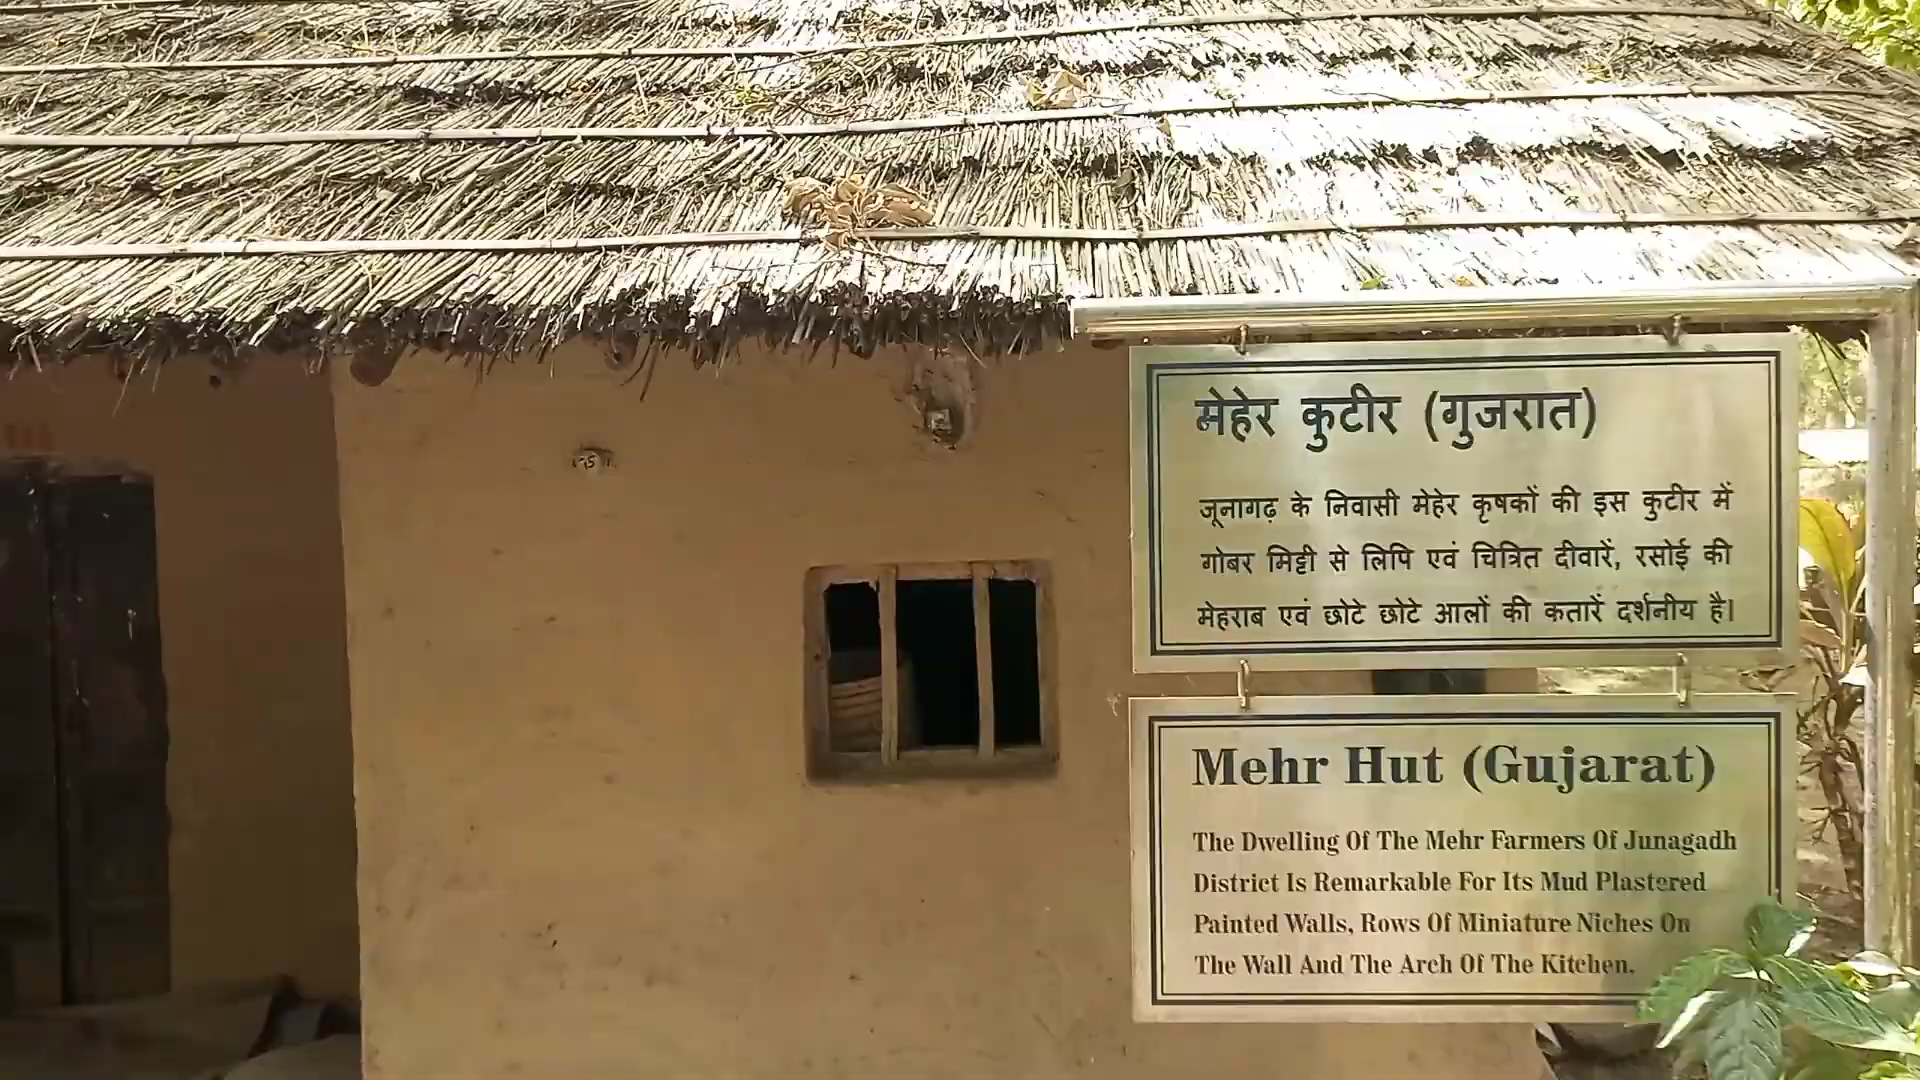 मेहेर कुटीर (गुजरात)
जूनागढ़ के निवासी मेहेर कृषकों की इस कुटीर में
गोबर मिट्टी से लिपि एवं चित्रित दीवारें, रसोई की
मेहराब एवं छोटे छोटे आलों की कतारें दर्शनीय है।
Mehr Hut (Gujarat)
The Dwelling Of The Mehr Farmers Of Junagadh
District Is Remarkable For Its Mud Plastered
Painted Walls, Rows Of Miniature Niches On
The Wall And The Arch Of The Kitchen.